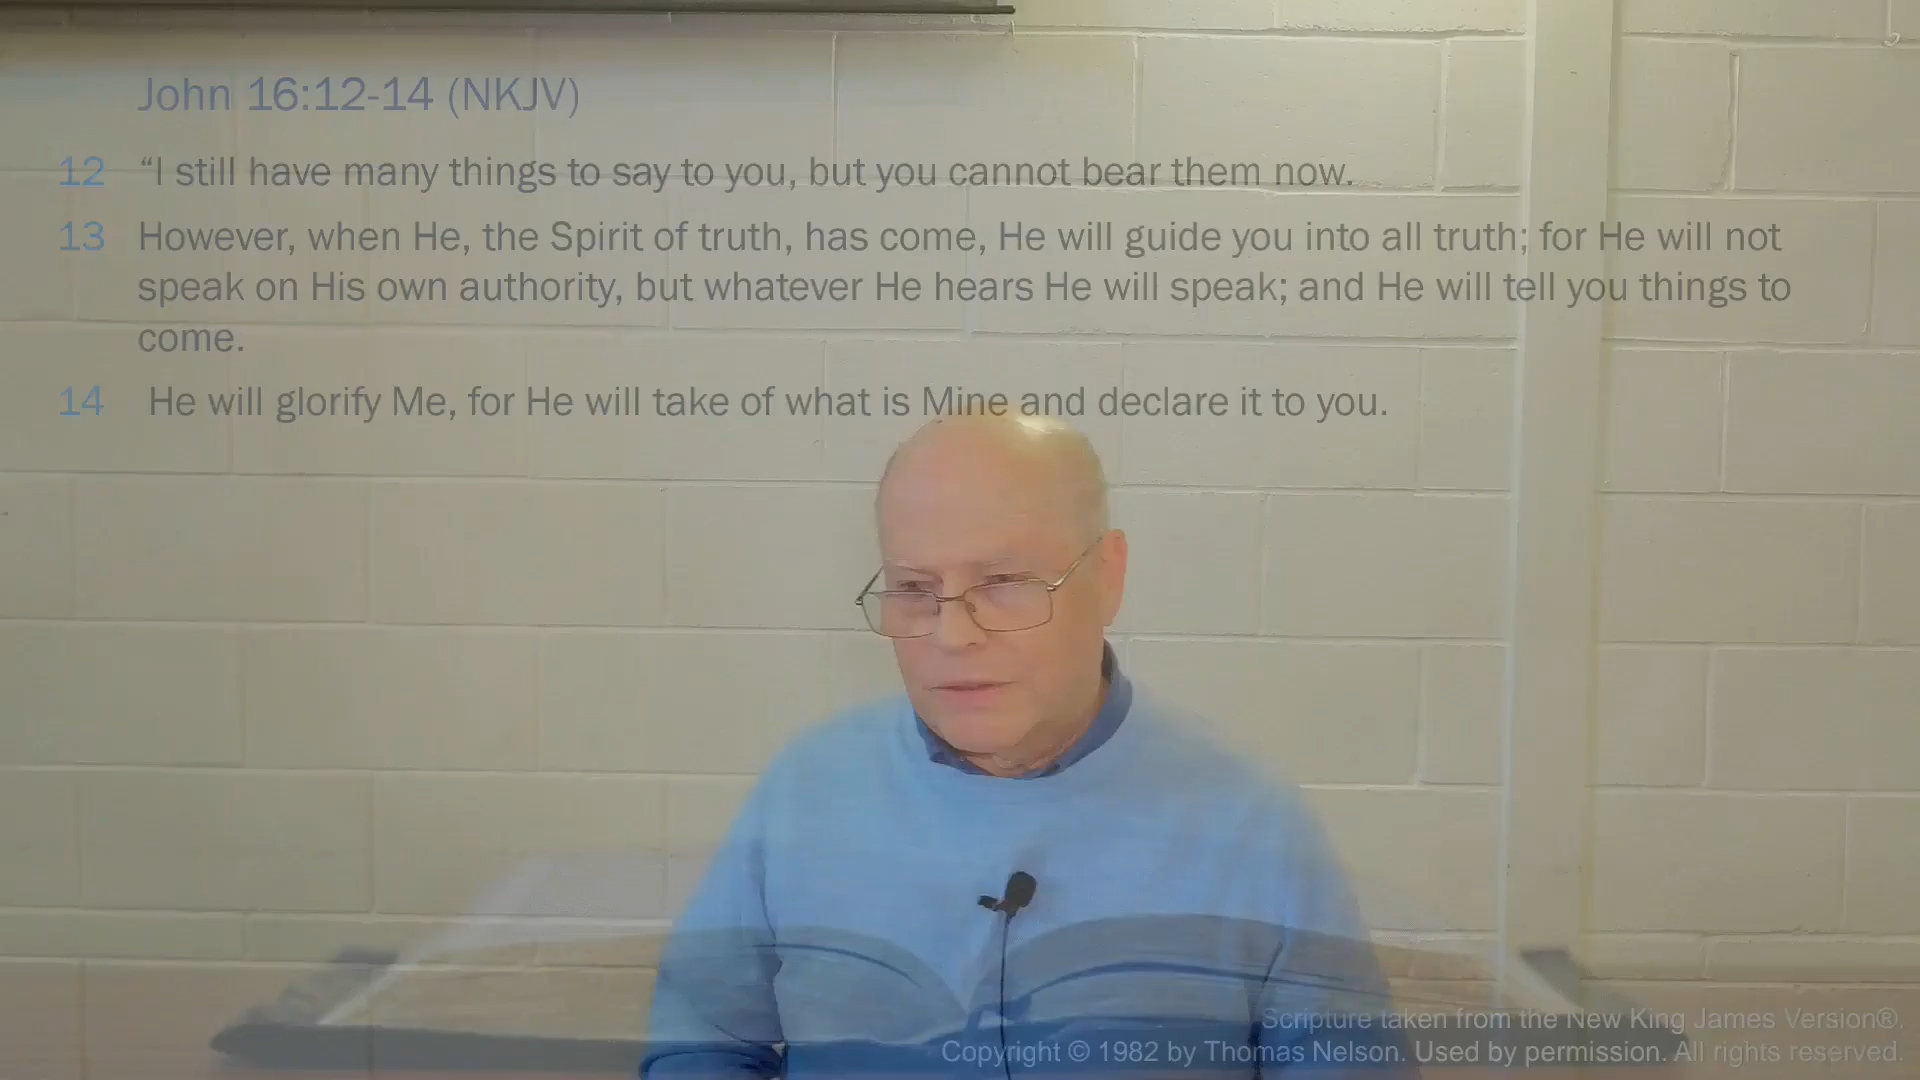 John 16:12-14 (NKJV)
12 “I still have many things to say to you, but you cannot bear them now.
13 However, when He, the Spirit of truth, has come, He will guide you into all truth; for He will not
speak on His own authority, but whatever He hears He will speak; and He will tell you things to
come.
14 He will glorify Me, for He will take of what is Mine and declare it to you.
Scripture taken from the New King James Version®.
Copyright © 1982 by Thomas Nelson. Used by permission. All rights reserved.